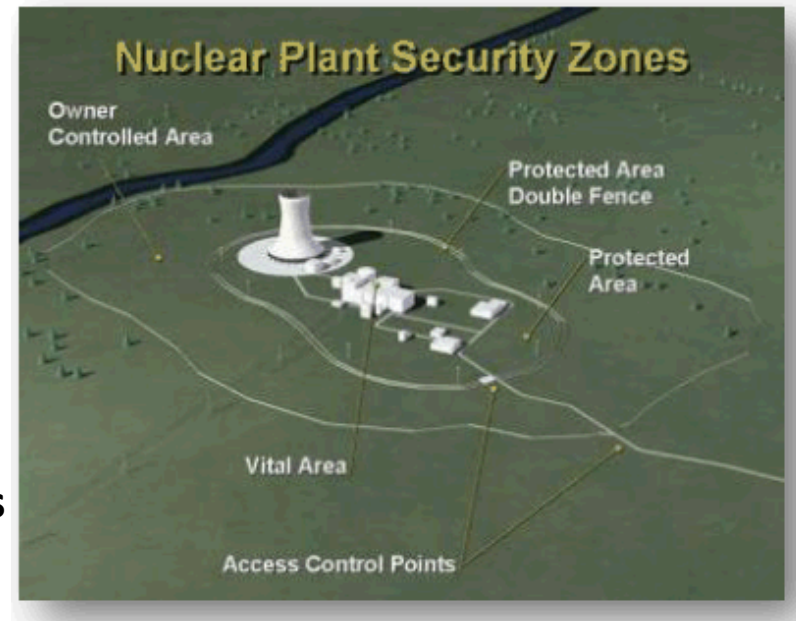 Nuclear Plant Security Zones
Owner
Controlled Area
Protected Area
Double Fence
Protected
Area
Vital Area
s
Access Control Points